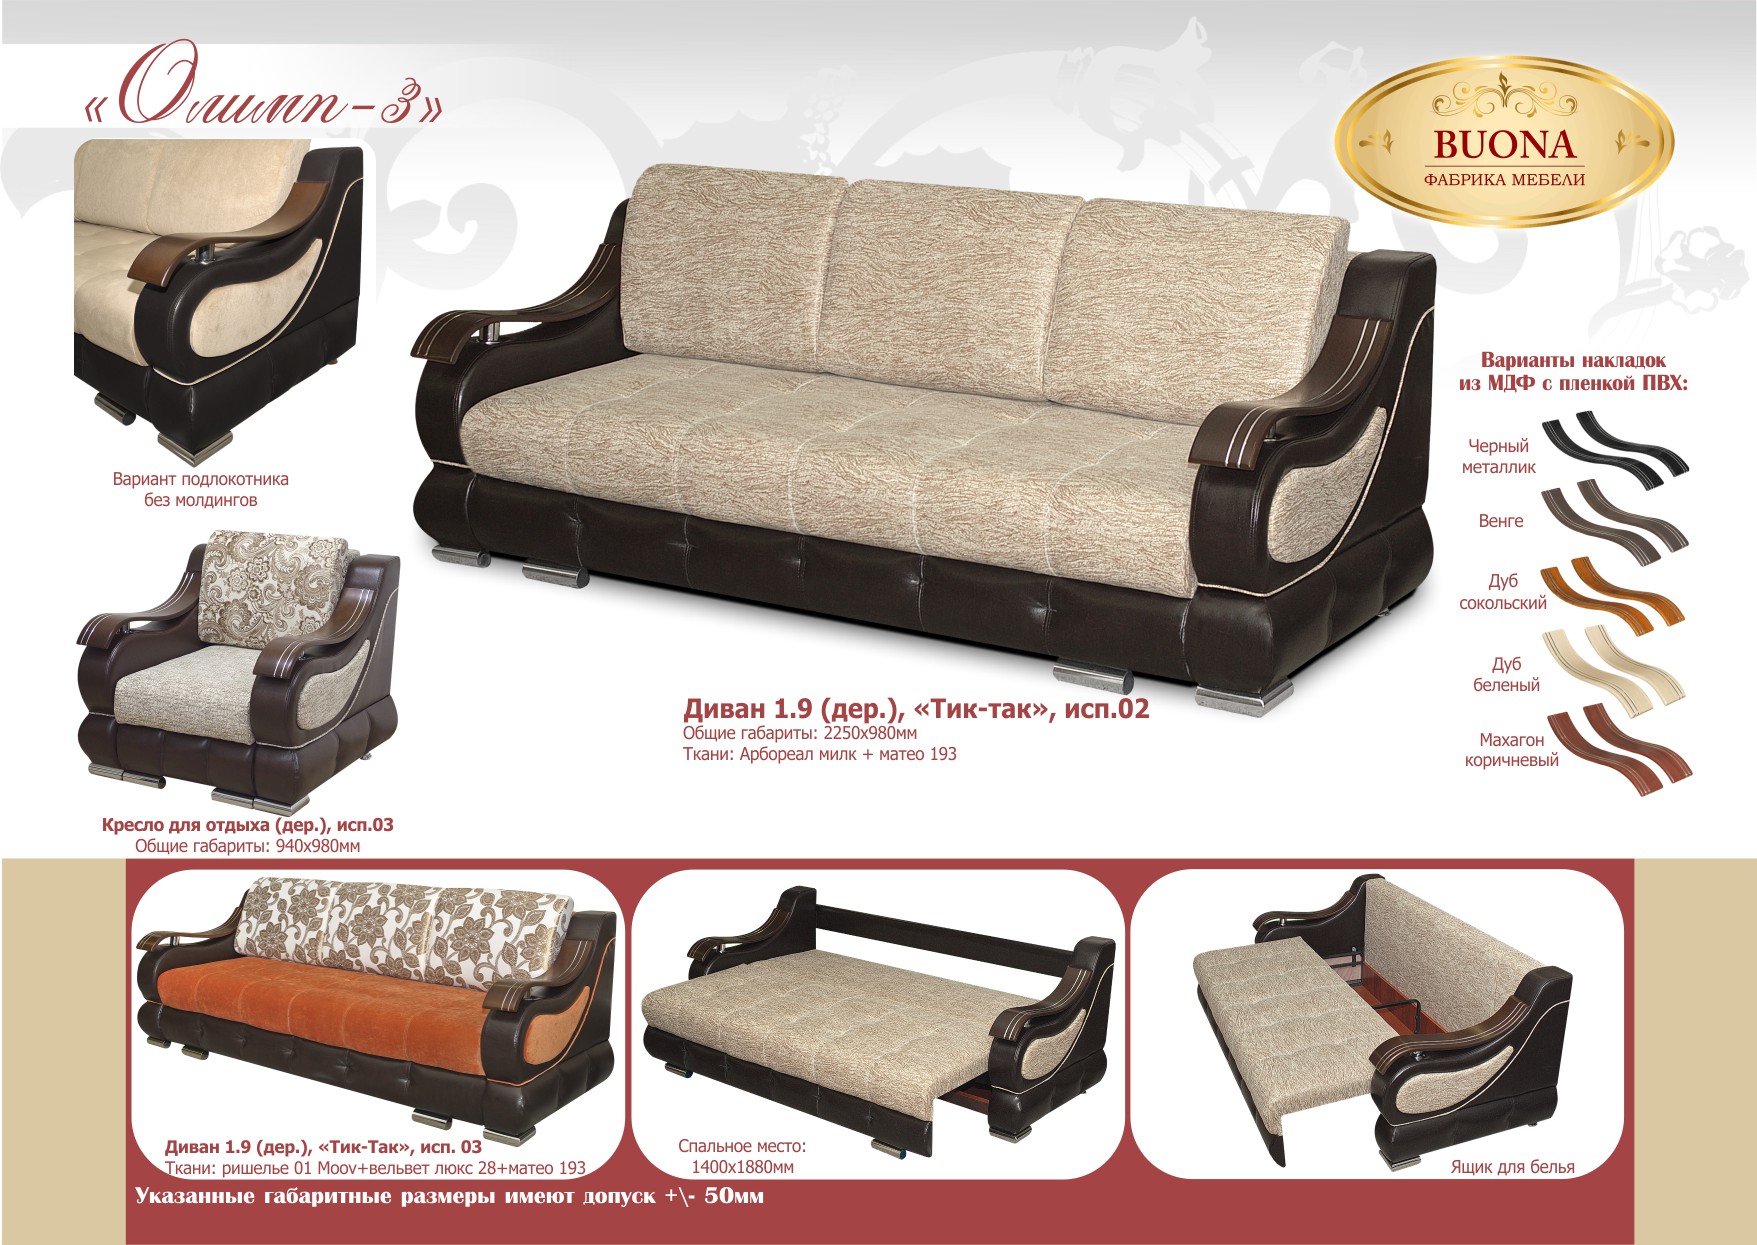 «Олимп-3»
BUONA
ФАБРИКА МЕБЕЛИ
Вариант подлокотника
без молдингов
Варианты накладок
из МДФ с пленкой ПВХ:
Черный
металлик
Венге
Дуб
сокольский
Дуб
беленый
Махагон
коричневый
Диван 1.9 (дер.), «Тик-так», исп.02
Общие габариты: 2250х980мм
Ткани: Арбореал милк + матео 193
Кресло для отдыха (дер.), исп.03
Общие габариты: 940х980мм
Диван 1.9 (дер.), «Тик-Так», исп. 03
Ткани: ришелье 01 Moov+вельвет люкс 28+матео 193
Спальное место:
1400х1880мм
Ящик для белья
Указанные габаритные размеры имеют допуск +\- 50мм